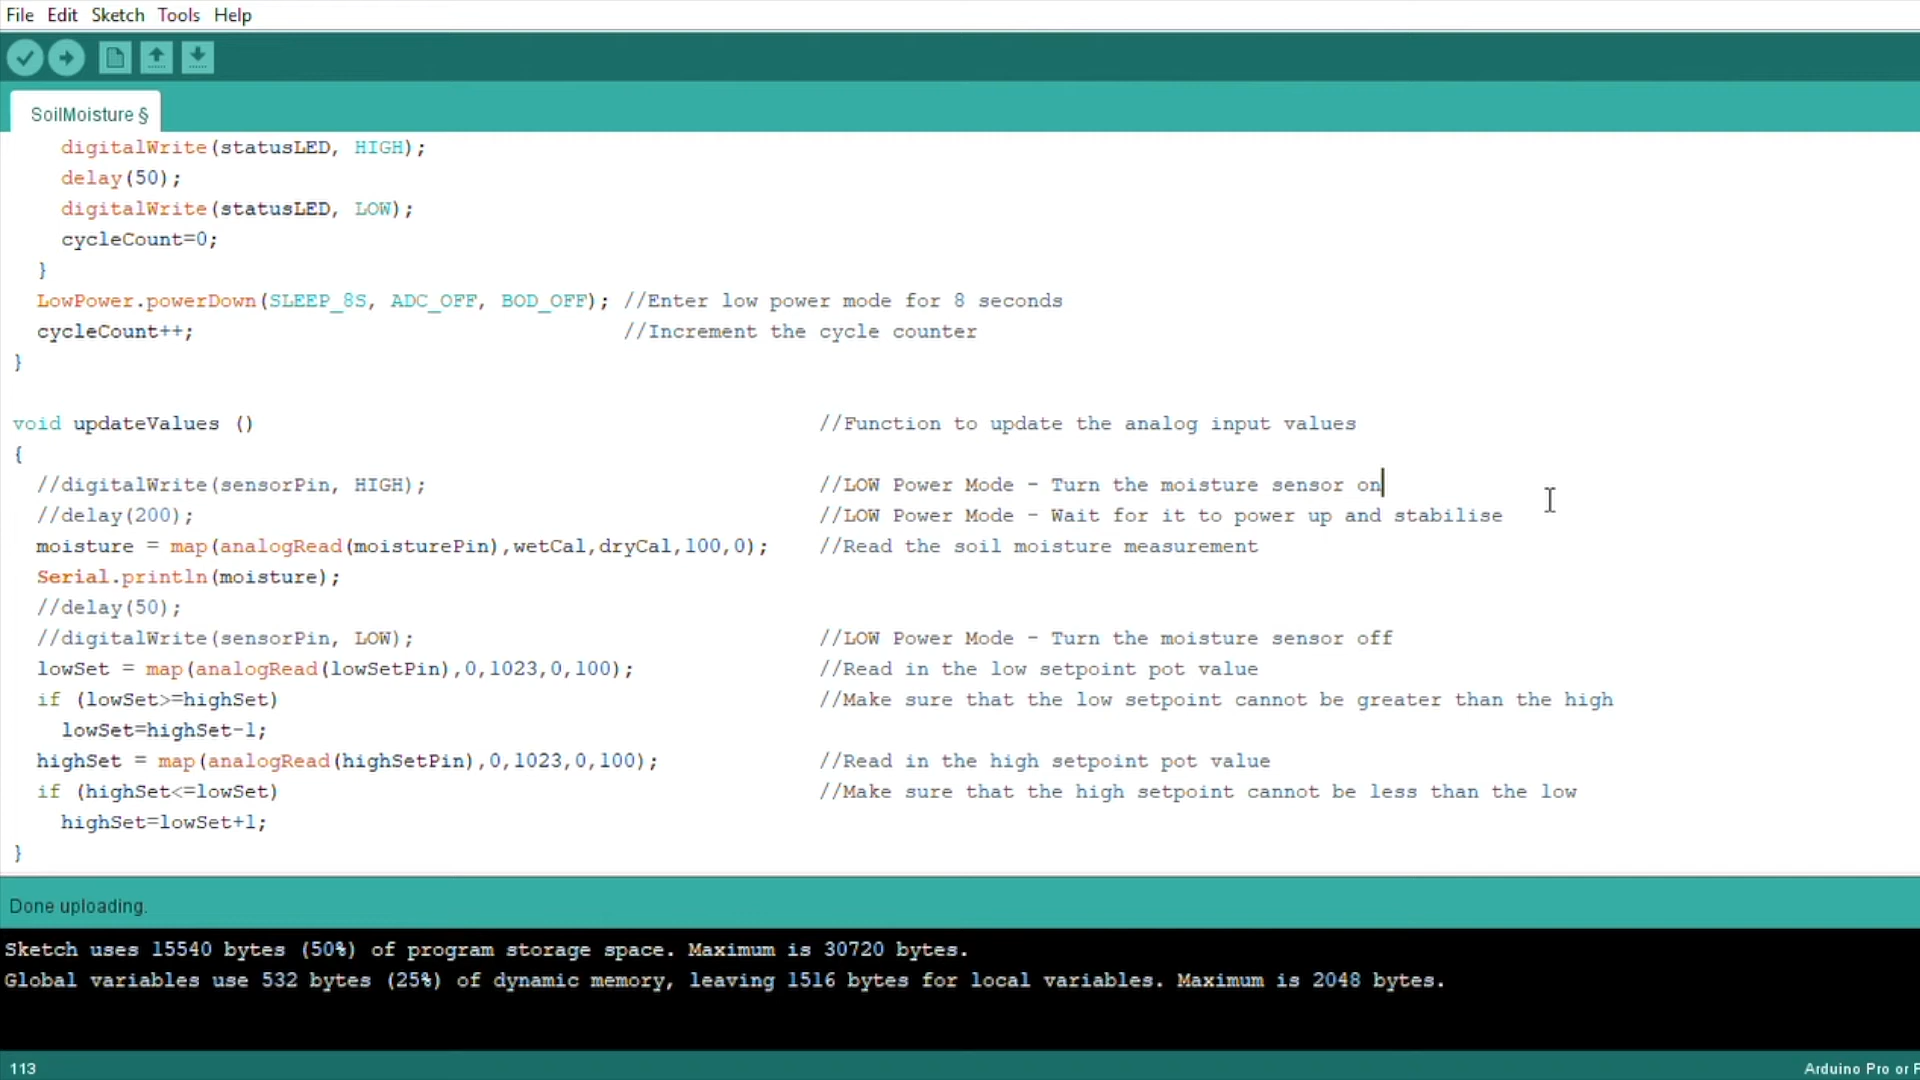 File Edit Sketch Tools Help
SoilMoisture §
digitalWrite(statusLED, HIGH);
delay(50);
digitalWrite(statusLED, LOW);
cycleCount=0;
}
LowPower.powerDown(SLEEP_8S, ADC_OFF, BOD_OFF); //Enter low power mode for 8 seconds
cycleCount++; //Increment the cycle counter
}
void updateValues () //Function to update the analog input values
{
//digitalWrite(sensorPin, HIGH); //LOW Power Mode - Turn the moisture sensor on
//delay(200); //LOW Power Mode - Wait for it to power up and stabilise
moisture = map(analogRead(moisturePin),wetCal,dryCal,100,0); //Read the soil moisture measurement
Serial.println(moisture);
//delay(50);
//digitalWrite(sensorPin, LOW); //LOW Power Mode - Turn the moisture sensor off
lowSet = map(analogRead(lowSetPin),0,1023,0,100); //Read in the low setpoint pot value
if (lowSet>=highSet) //Make sure that the low setpoint cannot be greater than the high
lowSet=highSet-1;
highSet = map(analogRead(highSetPin),0,1023,0,100); //Read in the high setpoint pot value
if (highSet<=lowSet) //Make sure that the high setpoint cannot be less than the low
highSet=lowSet+1;
}
Done uploading.
Sketch uses 15540 bytes (50%) of program storage space. Maximum is 30720 bytes.
Global variables use 532 bytes (25%) of dynamic memory, leaving 1516 bytes for local variables. Maximum is 2048 bytes.
113 Arduino Pro or